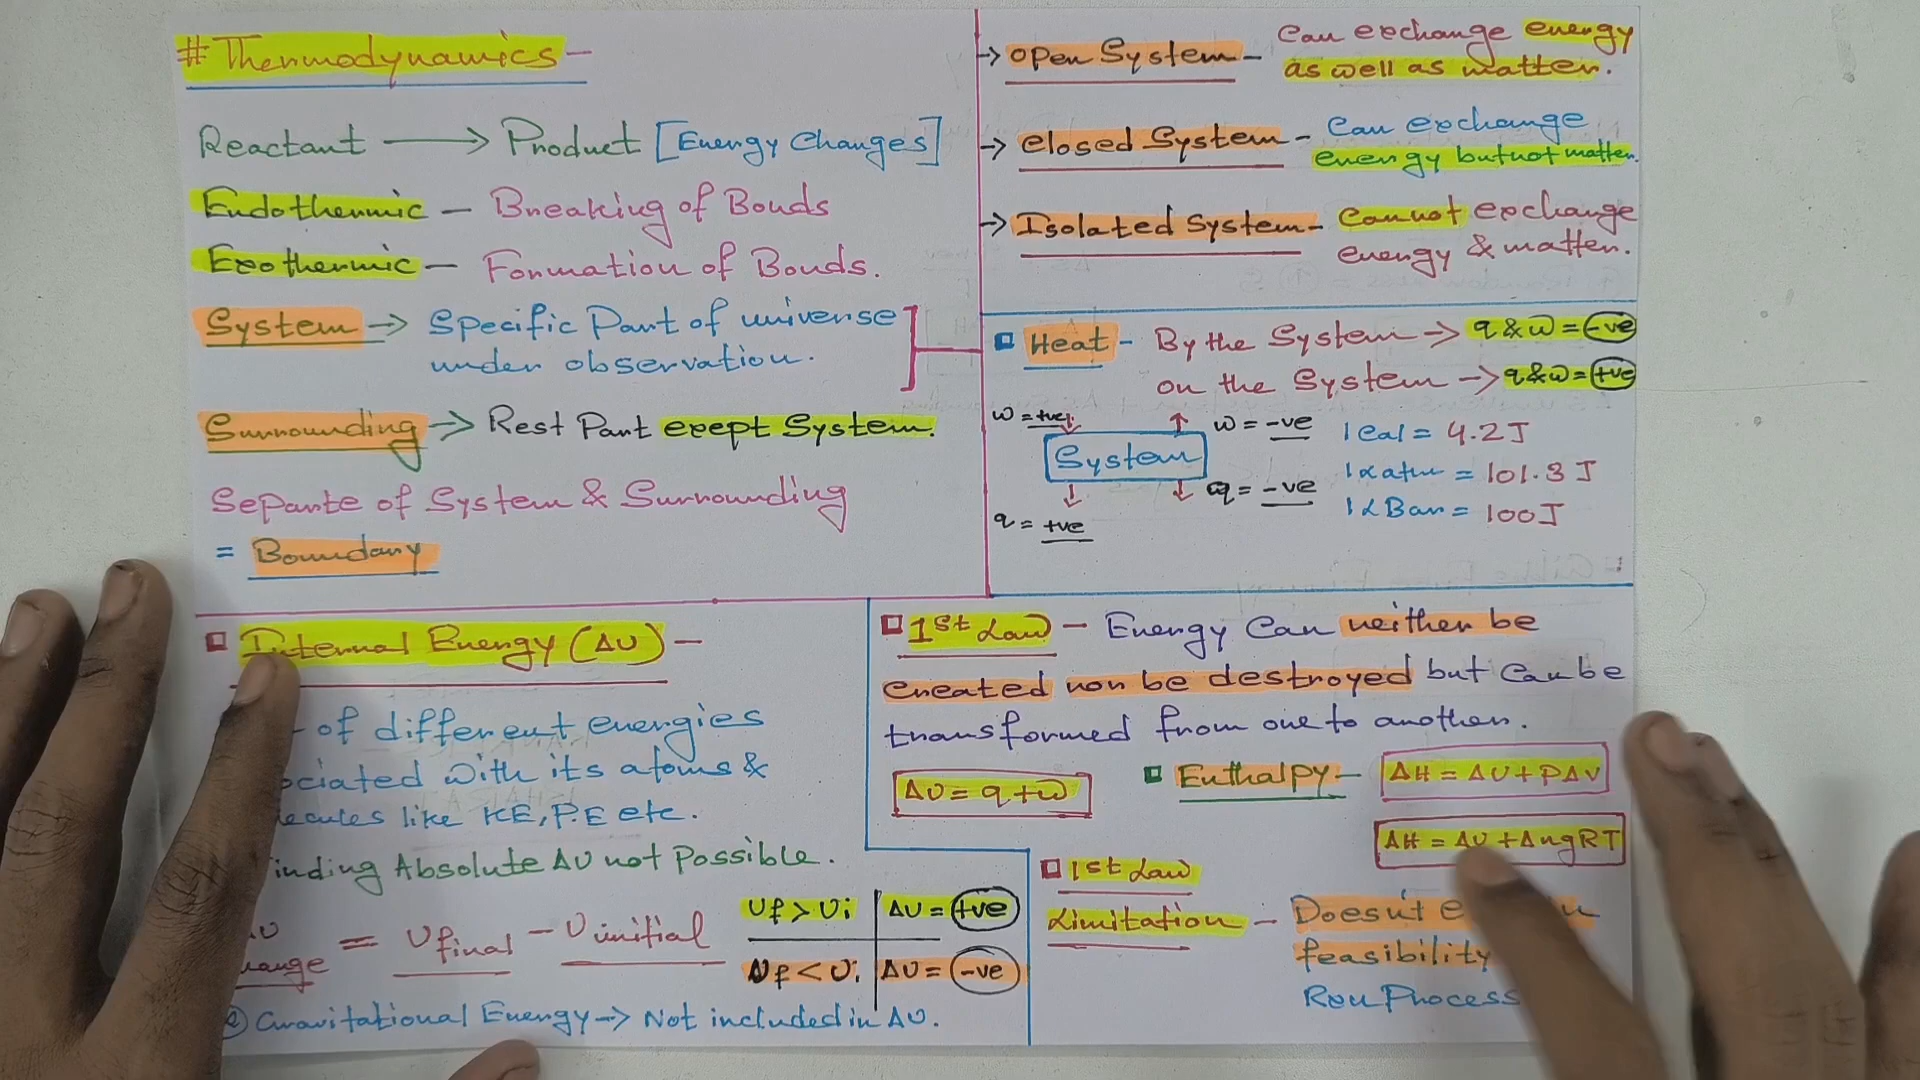 # Thermodynamics -
Reactant → Product [Energy Changes]
Endothermic - Breaking of Bonds
Exothermic - Formation of Bonds.
System → Specific Part of universe
under observation.
Surrounding → Rest Part exept System.
Separate of System & Surrounding
= Boundary
→ Open System - Can exchange energy
as well as matter.
→ Closed System - Can exchange
energy but not matter.
→ Isolated System - Cannot exchange
energy & matter.
Heat - By the System → q & w = -ve
on the System → q & w = +ve
w = +ve
w = -ve
System
q = +ve
q = -ve
1 Cal = 4.2 J
1 L atm = 101.3 J
1 L Bar = 100 J
Internal Energy (ΔU) -
of different energies
with its atoms &
like KE, P.E etc.
Absolute ΔU not Possible.
= U final - U initial
Uf > Ui | ΔU = +ve
Uf < Ui | ΔU = -ve
Gravitational Energy → Not included in ΔU.
1st Law - Energy Can neither be
created nor be destroyed but can be
transformed from one to another.
ΔU = q + w
Enthalpy - ΔH = ΔU + PΔV
ΔH = ΔU + ΔngRT
1st Law
Limitation - Doesn't
feasibility
Process